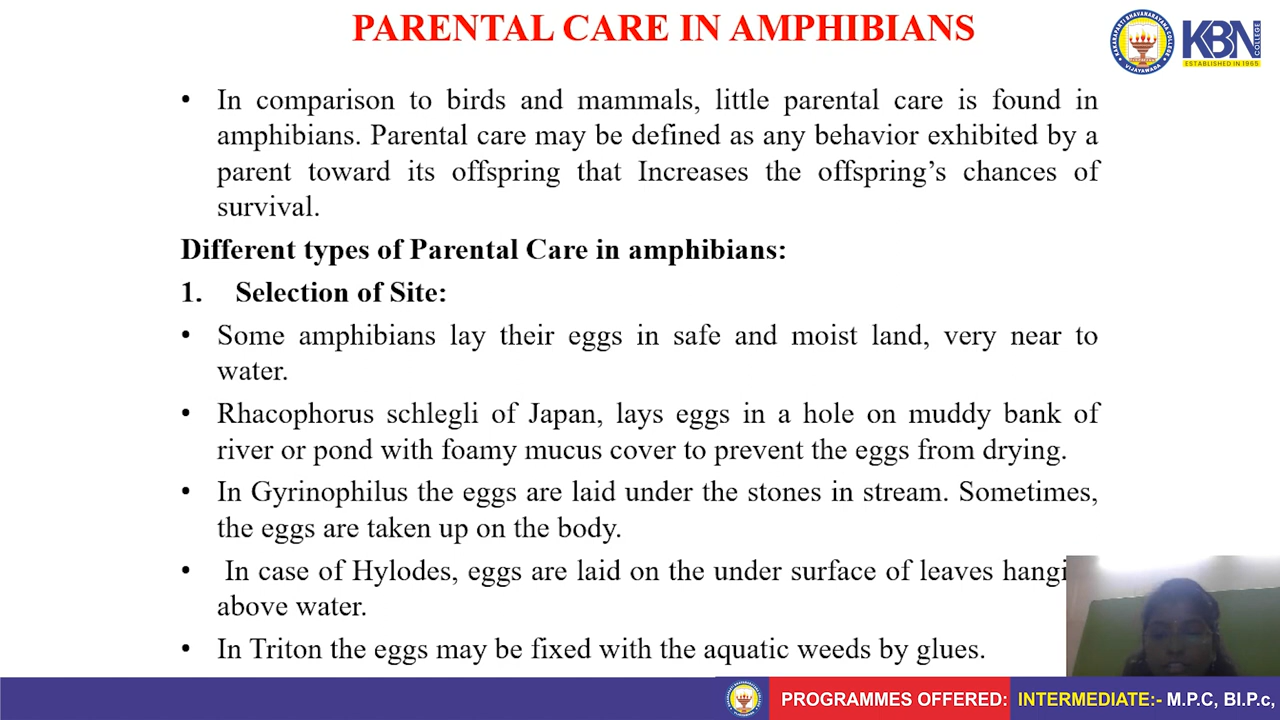 PARENTAL CARE IN AMPHIBIANS
KAKARAPARTI BHAVANARAYANA COLLEGE
VIJAYAWADA
KBN
COLLEGE
ESTABLISHED IN 1965
• In comparison to birds and mammals, little parental care is found in
amphibians. Parental care may be defined as any behavior exhibited by a
parent toward its offspring that Increases the offspring’s chances of
survival.
Different types of Parental Care in amphibians:
1. Selection of Site:
• Some amphibians lay their eggs in safe and moist land, very near to
water.
• Rhacophorus schlegli of Japan, lays eggs in a hole on muddy bank of
river or pond with foamy mucus cover to prevent the eggs from drying.
• In Gyrinophilus the eggs are laid under the stones in stream. Sometimes,
the eggs are taken up on the body.
• In case of Hylodes, eggs are laid on the under surface of leaves hangi
above water.
• In Triton the eggs may be fixed with the aquatic weeds by glues.
PROGRAMMES OFFERED: INTERMEDIATE:- M.P.C, BI.P.c,